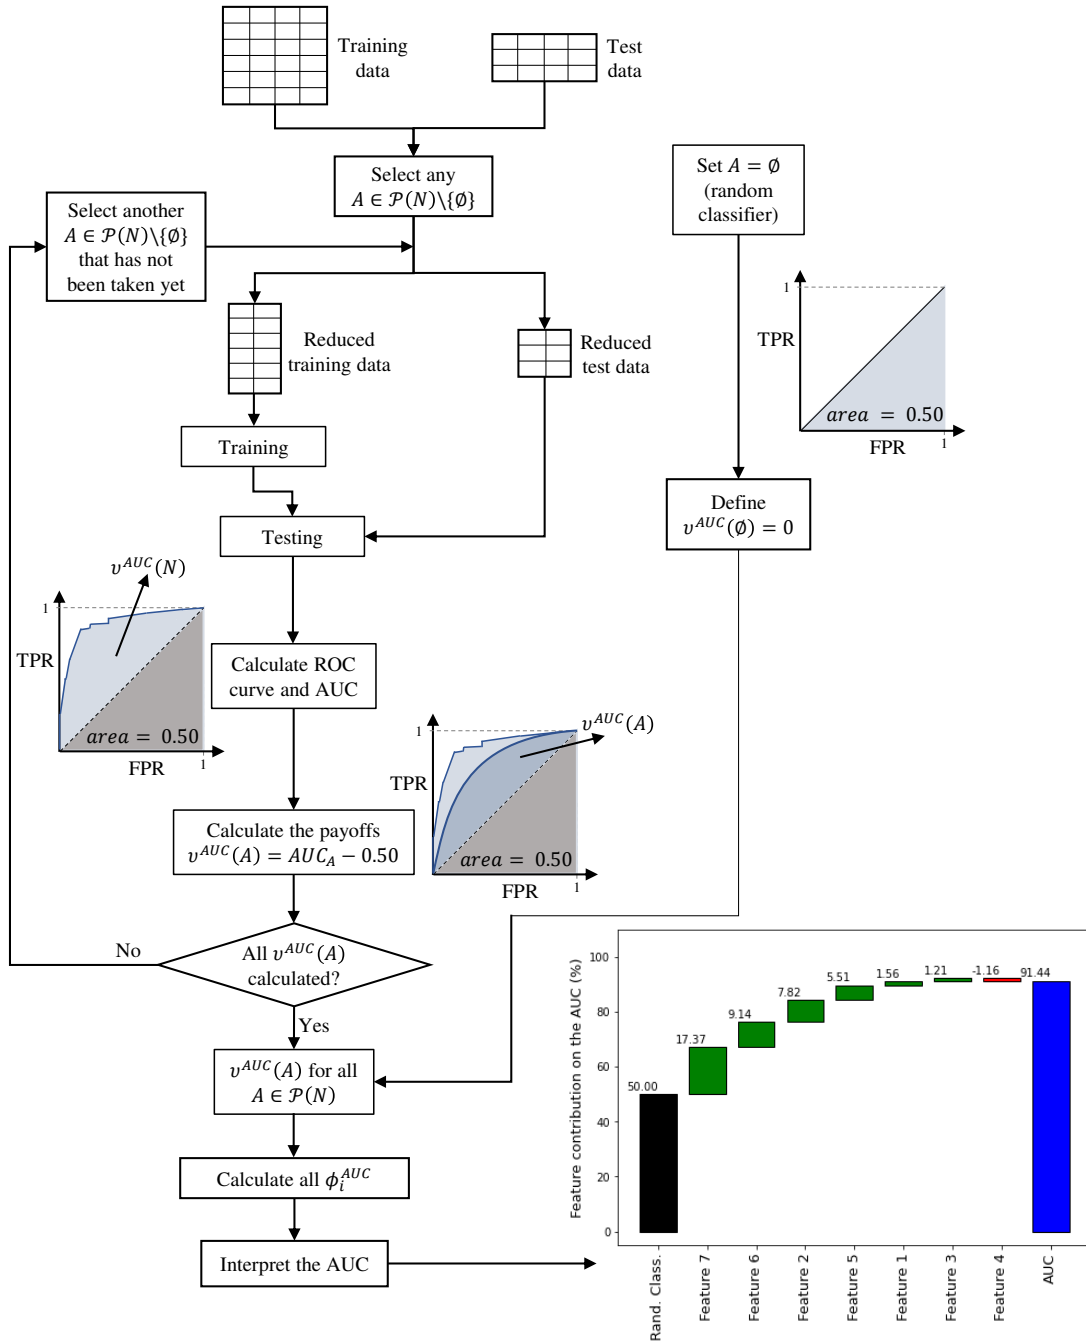 Training
data
Test
data
Select any
A ∈ 𝒫(N)\{∅}
Set A = ∅
(random
classifier)
Select another
A ∈ 𝒫(N)\{∅}
that has not
been taken yet
Reduced
training data
Reduced
test data
1
TPR
area = 0.50
FPR
1
Training
Define
υ^{AUC}(∅) = 0
Testing
υ^{AUC}(N)
1
TPR
area = 0.50
FPR
1
Calculate ROC
curve and AUC
υ^{AUC}(A)
1
TPR
area = 0.50
FPR
1
Calculate the payoffs
υ^{AUC}(A) = AUC_A − 0.50
No
All υ^{AUC}(A)
calculated?
Yes
υ^{AUC}(A) for all
A ∈ 𝒫(N)
Calculate all ϕ_i^{AUC}
Interpret the AUC
Feature contribution on the AUC (%)
100
80
60
40
20
0
50.00
17.37
9.14
7.82
5.51
1.56
1.21
-1.16
91.44
Rand. Class.
Feature 7
Feature 6
Feature 2
Feature 5
Feature 1
Feature 3
Feature 4
AUC